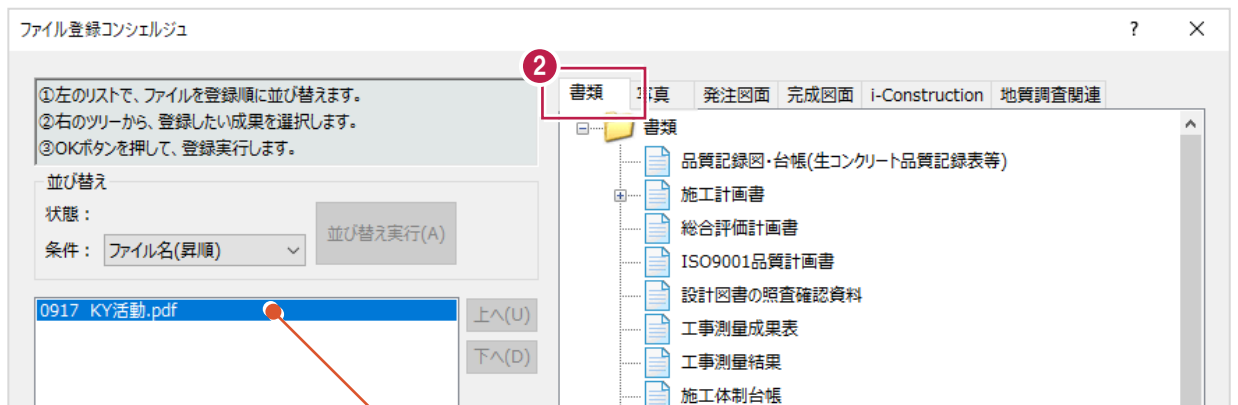 ファイル登録コンシェルジュ
?
2
①左のリストで、ファイルを登録順に並び替えます。
②右のツリーから、登録したい成果を選択します。
③OKボタンを押して、登録実行します。
並び替え
状態：
条件： ファイル名(昇順)
並び替え実行(A)
0917 KY活動.pdf
上へ(U)
下へ(D)
書類 写真 発注図面 完成図面 i-Construction 地質調査関連
書類
品質記録図・台帳(生コンクリート品質記録表等)
施工計画書
総合評価計画書
ISO9001品質計画書
設計図書の照査確認資料
工事測量成果表
工事測量結果
施工体制台帳